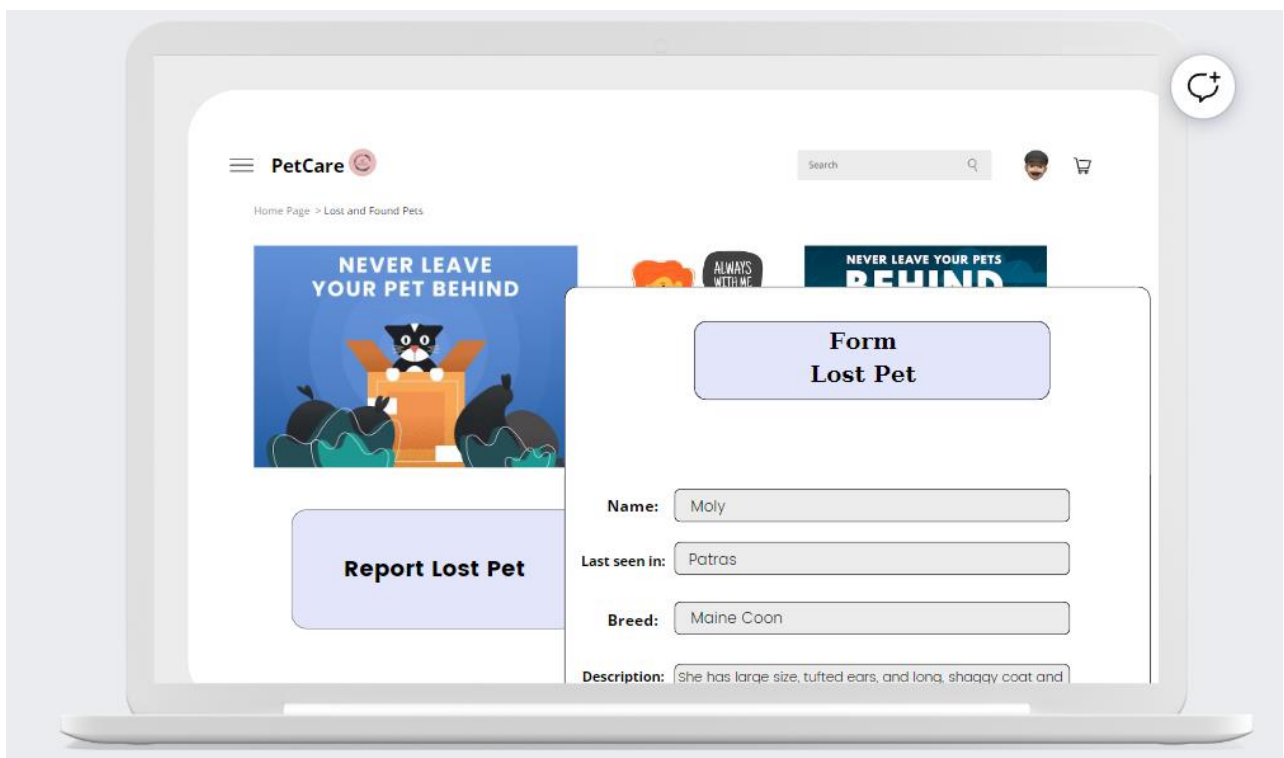 PetCare
Search
Home Page > Lost and Found Pets
NEVER LEAVE
YOUR PET BEHIND
ALWAYS
WITH ME
NEVER LEAVE YOUR PETS
BEHIND
Form
Lost Pet
Name: Moly
Last seen in: Patras
Breed: Maine Coon
Description: She has large size, tufted ears, and long, shaggy coat and
Report Lost Pet